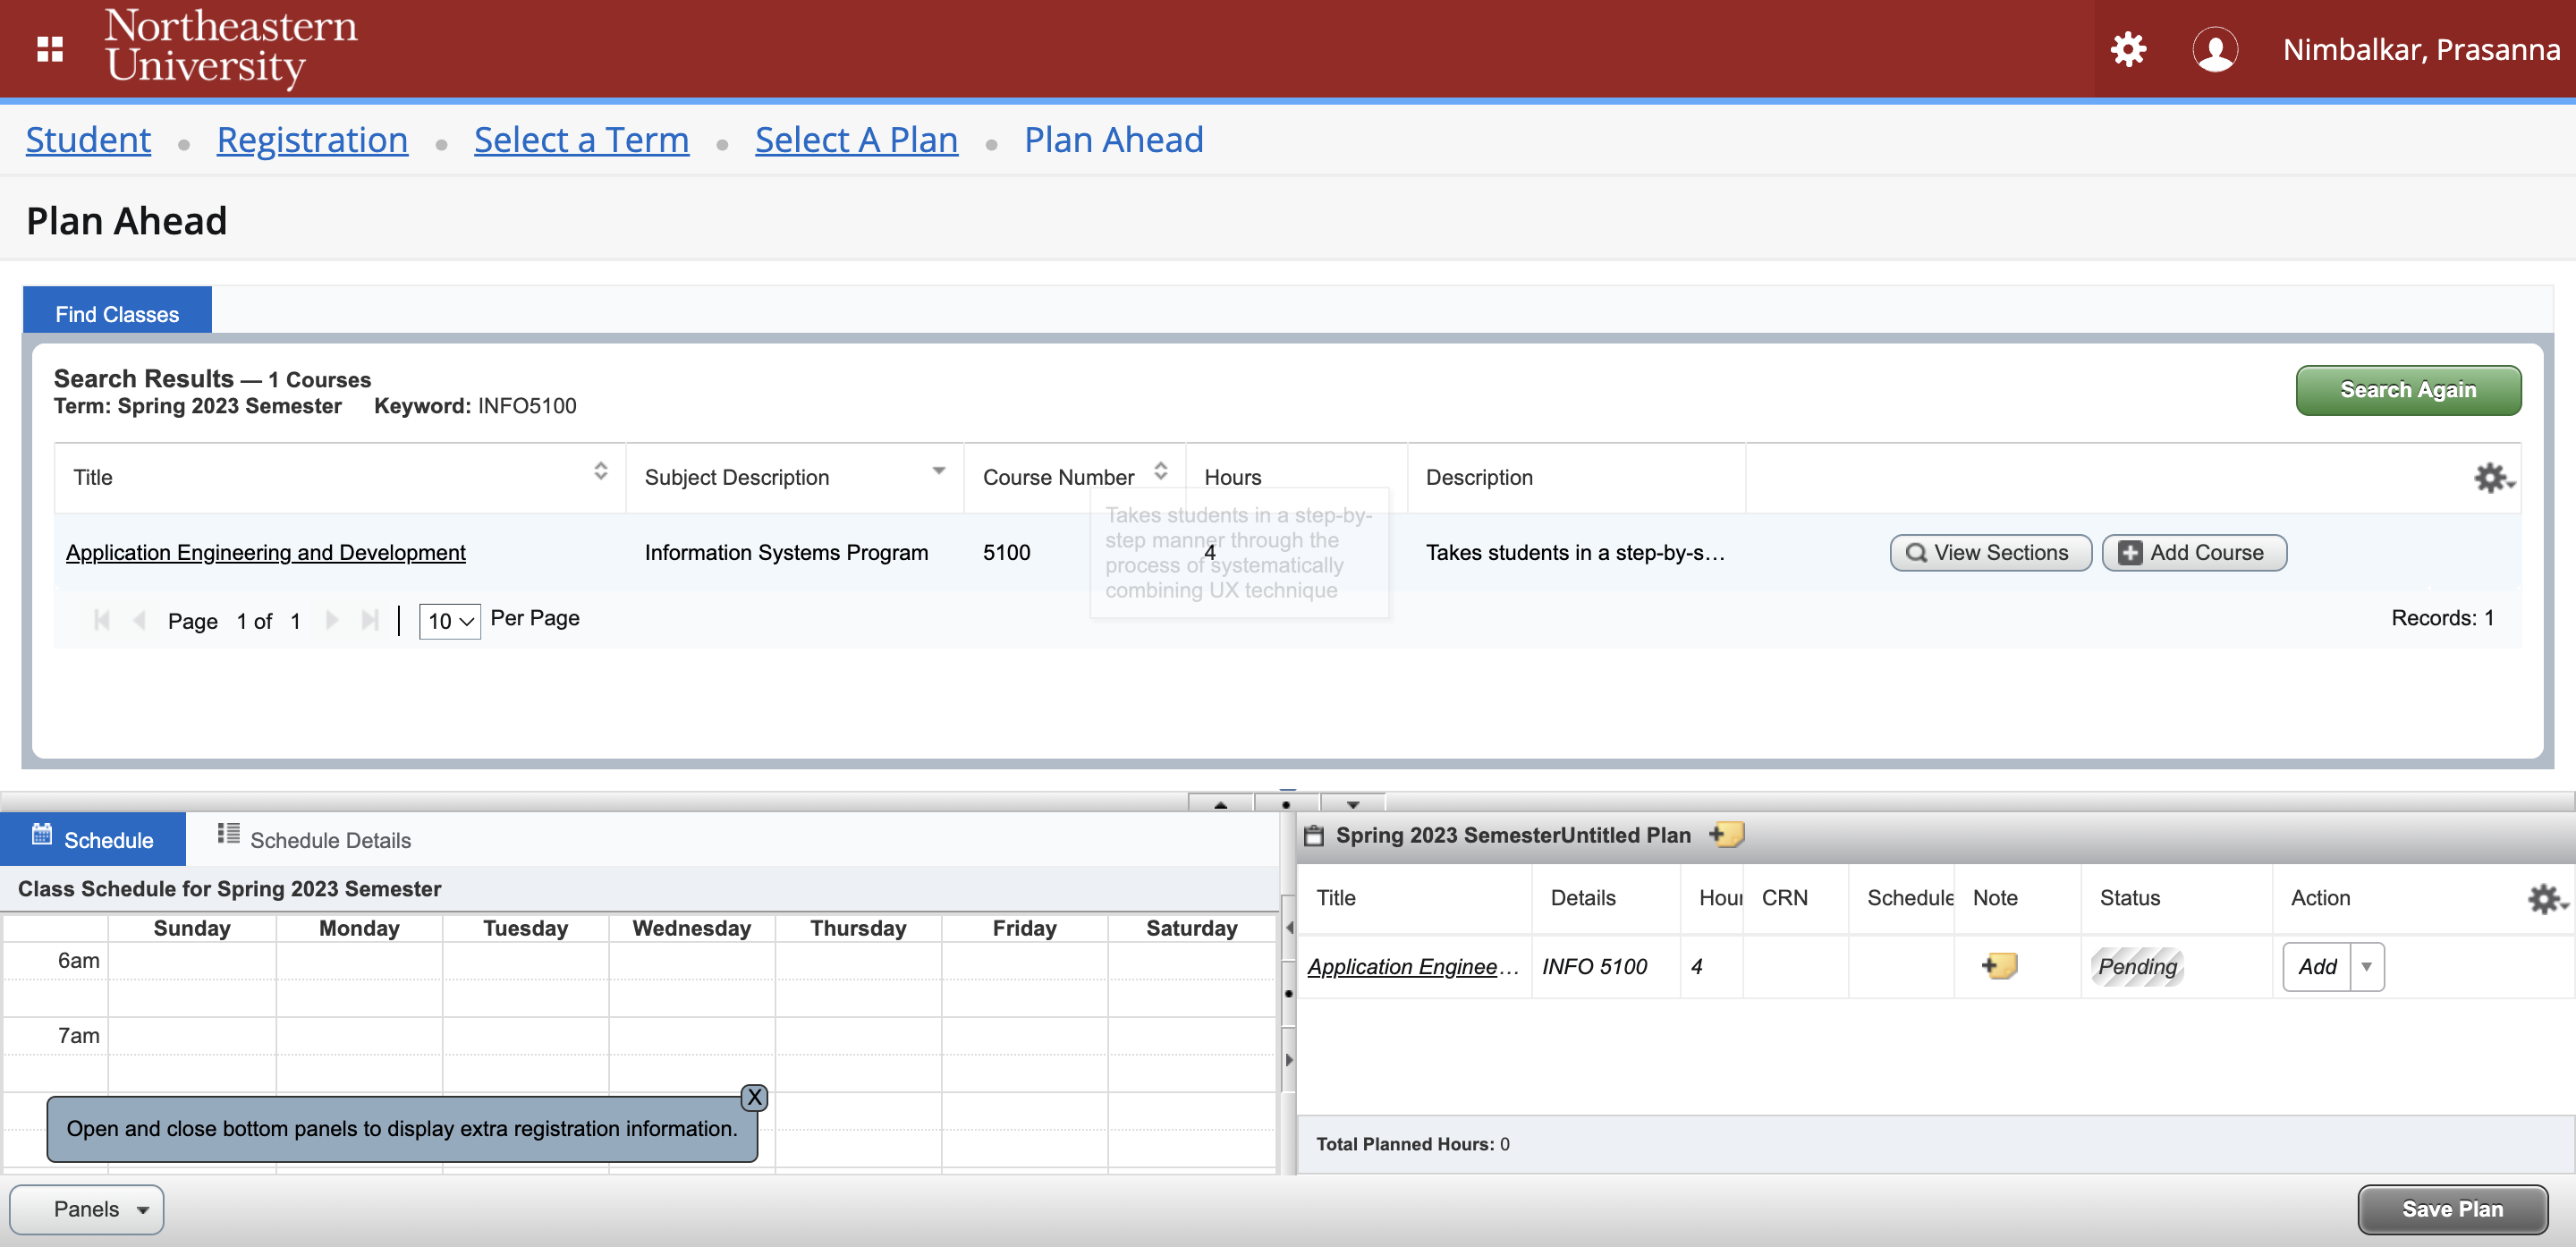 Northeastern
University
Nimbalkar, Prasanna
Student • Registration • Select a Term • Select A Plan • Plan Ahead
Plan Ahead
Find Classes
Search Results — 1 Courses
Term: Spring 2023 Semester Keyword: INFO5100
Search Again
Title Subject Description Course Number Hours Description
Application Engineering and Development Information Systems Program 5100 4 Takes students in a step-by-s... View Sections Add Course
Takes students in a step-by-
step manner through the
process of systematically
combining UX technique
Page 1 of 1 10 Per Page Records: 1
Schedule Schedule Details
Class Schedule for Spring 2023 Semester
Sunday Monday Tuesday Wednesday Thursday Friday Saturday
6am
7am
X
Open and close bottom panels to display extra registration information.
Spring 2023 SemesterUntitled Plan
Title Details Hour CRN Schedule Note Status Action
Application Enginee... INFO 5100 4 Pending Add
Total Planned Hours: 0
Panels Save Plan